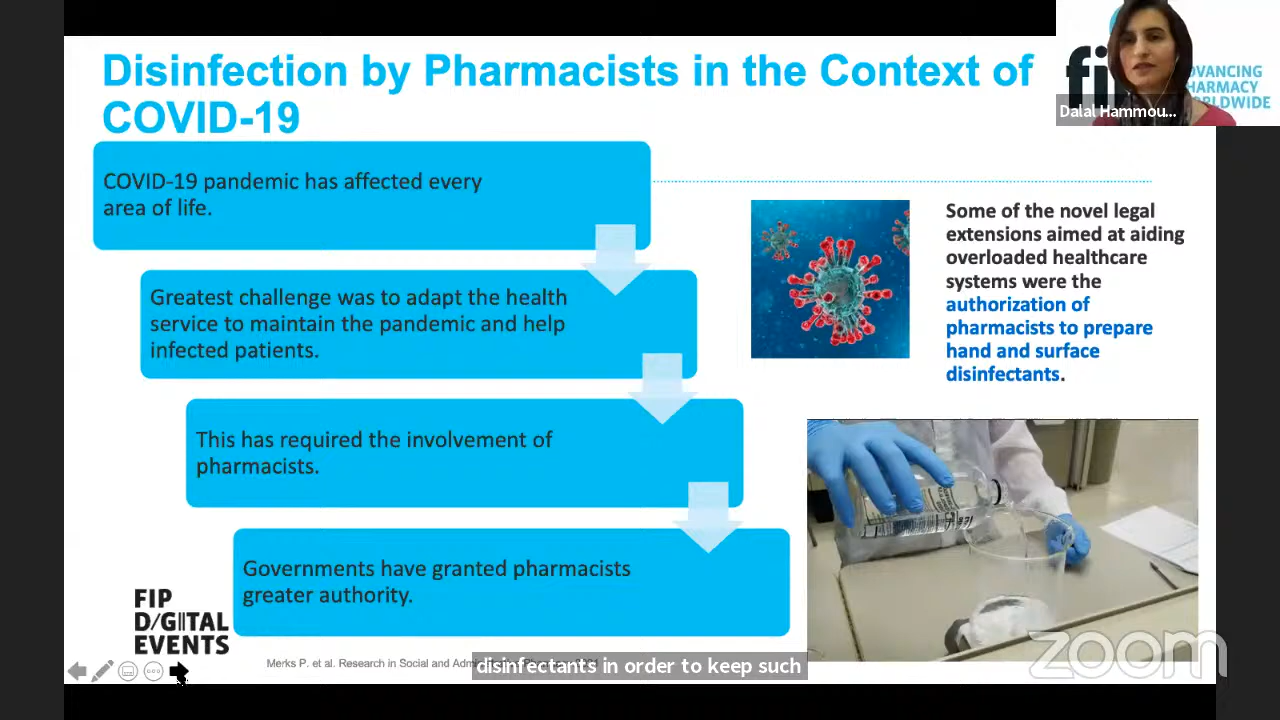 Disinfection by Pharmacists in the Context of
COVID-19
fi
DVANCING
HARMACY
RLDWIDE
Dalal Hammou...
COVID-19 pandemic has affected every
area of life.
Greatest challenge was to adapt the health
service to maintain the pandemic and help
infected patients.
This has required the involvement of
pharmacists.
Governments have granted pharmacists
greater authority.
Some of the novel legal
extensions aimed at aiding
overloaded healthcare
systems were the
authorization of
pharmacists to prepare
hand and surface
disinfectants.
FIP
D/GITAL
EVENTS
Merks P. et al. Research in Social and Adm
disinfectants in order to keep such
zoom